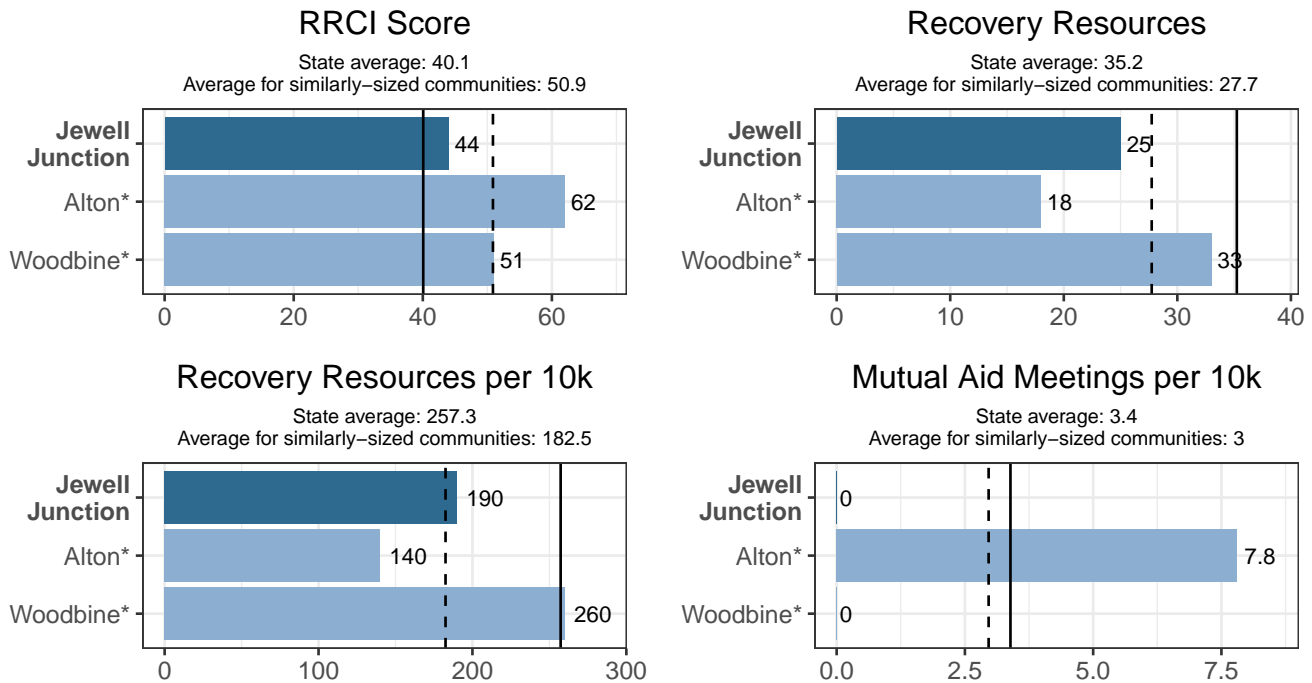 RRCI Score
State average: 40.1
Average for similarly−sized communities: 50.9
Jewell
Junction
44
Alton*
62
Woodbine*
51
0 20 40 60
Recovery Resources
State average: 35.2
Average for similarly−sized communities: 27.7
Jewell
Junction
25
Alton*
18
Woodbine*
33
0 10 20 30 40
Recovery Resources per 10k
State average: 257.3
Average for similarly−sized communities: 182.5
Jewell
Junction
190
Alton*
140
Woodbine*
260
0 100 200 300
Mutual Aid Meetings per 10k
State average: 3.4
Average for similarly−sized communities: 3
Jewell
Junction
0
Alton*
7.8
Woodbine*
0
0.0 2.5 5.0 7.5